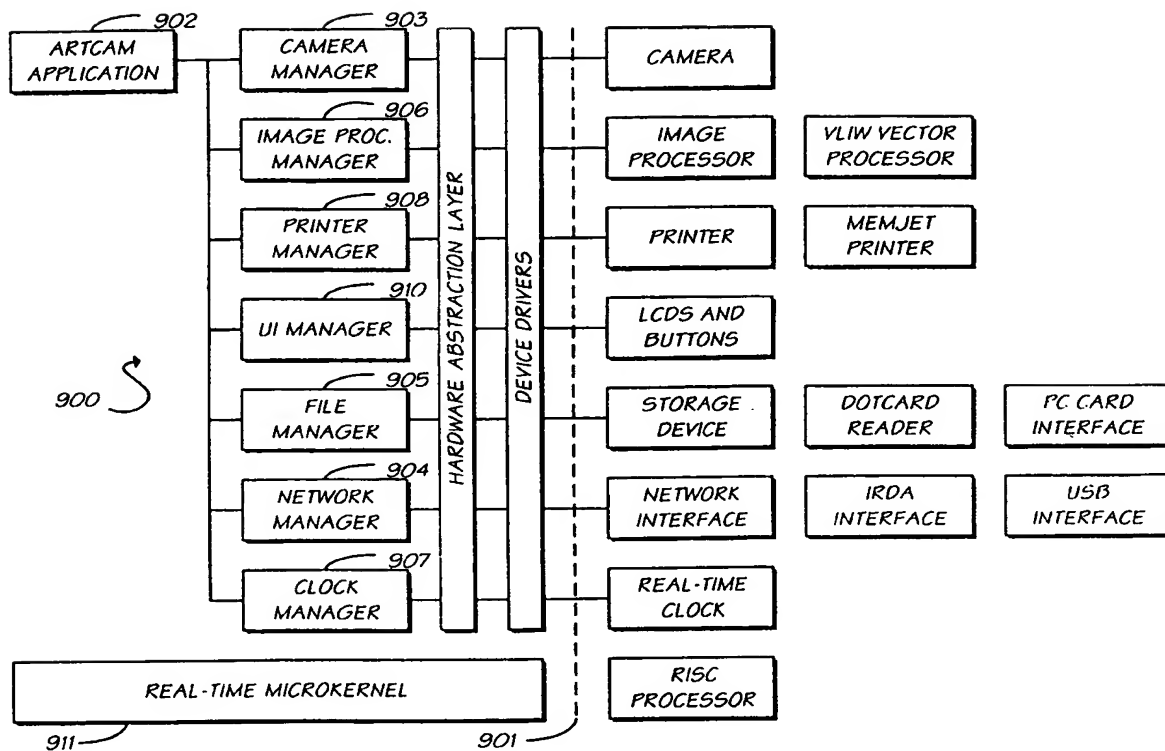 902
ARTCAM
APPLICATION
903
CAMERA
MANAGER
CAMERA
906
IMAGE PROC.
MANAGER
IMAGE
PROCESSOR
VLIW VECTOR
PROCESSOR
908
PRINTER
MANAGER
PRINTER
MEMJET
PRINTER
910
UI MANAGER
LCDS AND
BUTTONS
900
905
FILE
MANAGER
STORAGE
DEVICE
DOTCARD
READER
PC CARD
INTERFACE
904
NETWORK
MANAGER
NETWORK
INTERFACE
IRDA
INTERFACE
USB
INTERFACE
907
CLOCK
MANAGER
REAL-TIME
CLOCK
HARDWARE ABSTRACTION LAYER
DEVICE DRIVERS
REAL-TIME MICROKERNEL
RISC
PROCESSOR
911
901